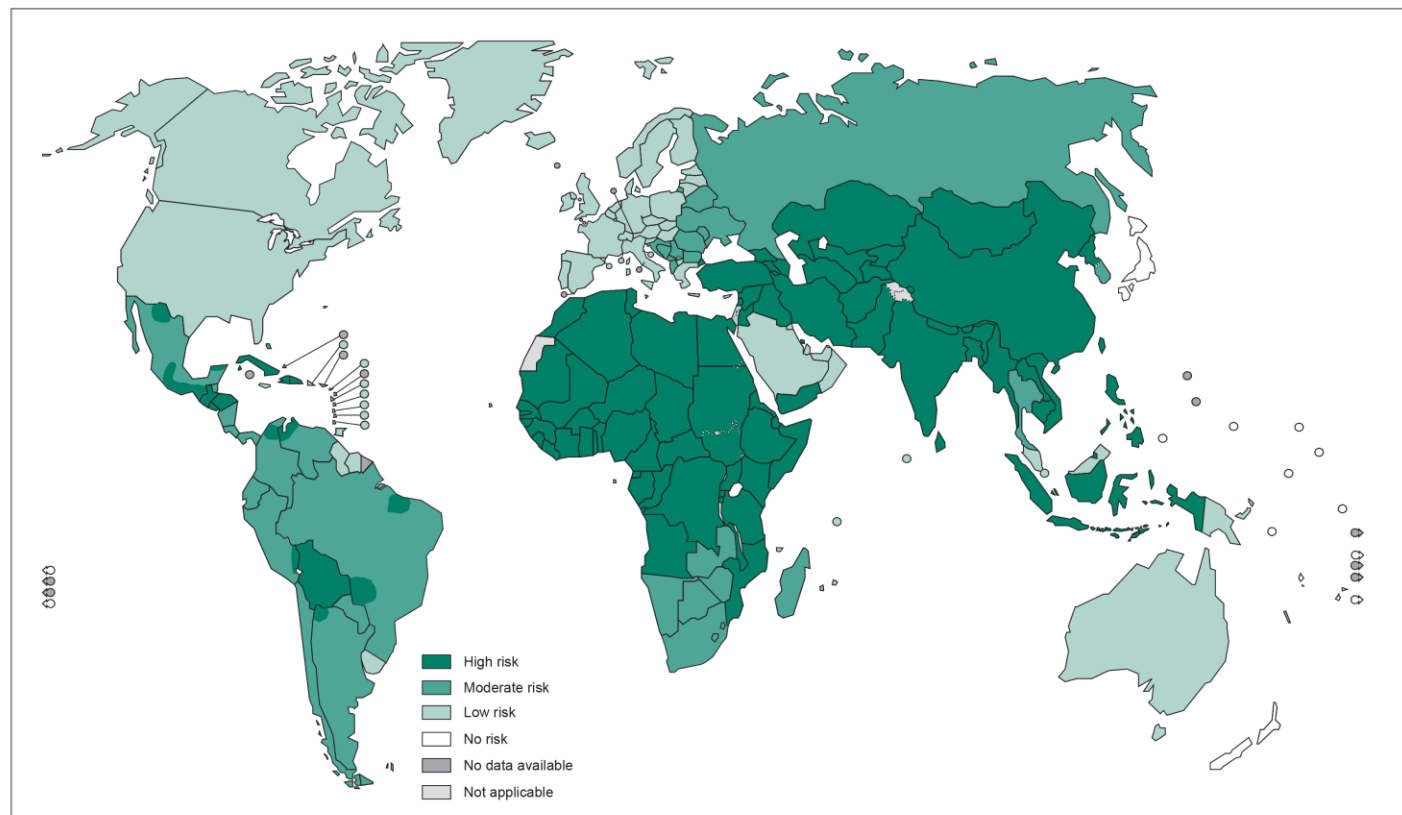 High risk
Moderate risk
Low risk
No risk
No data available
Not applicable